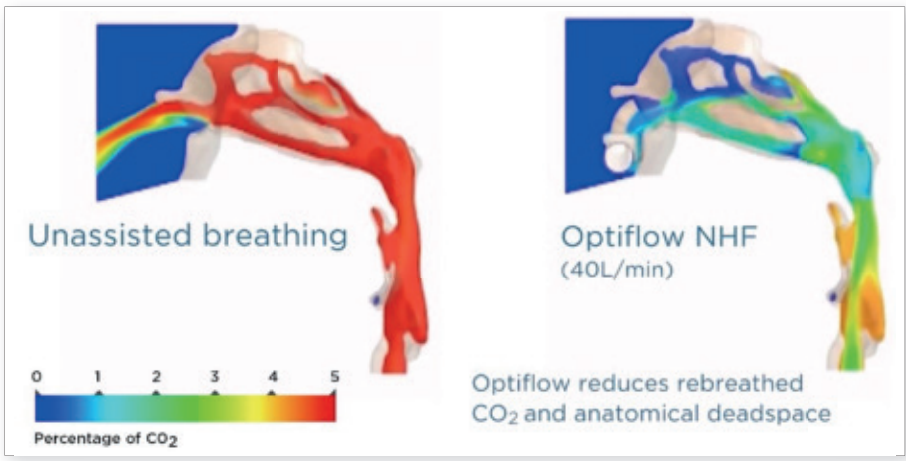 Unassisted breathing
Optiflow NHF
(40L/min)
0 1 2 3 4 5
Percentage of CO₂
Optiflow reduces rebreathed
CO₂ and anatomical deadspace